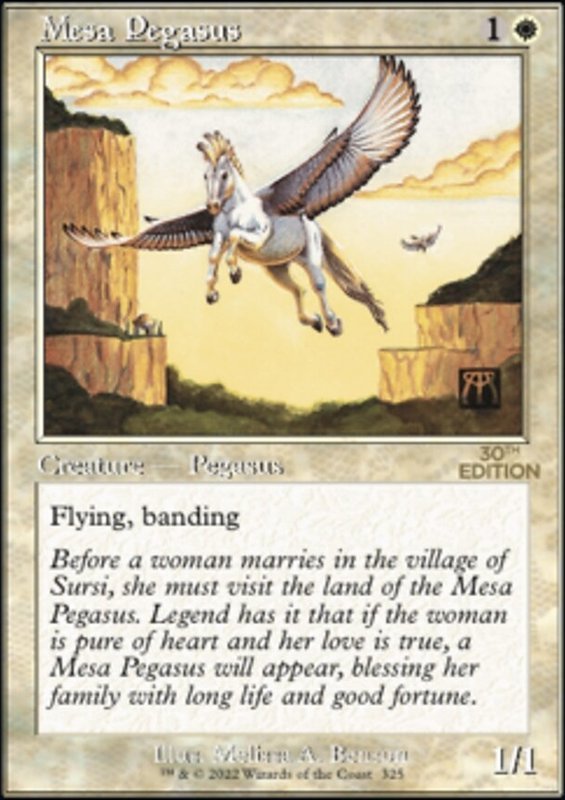 Mesa Pegasus 1
Creature — Pegasus
30TH
EDITION
Flying, banding
Before a woman marries in the village of
Sursi, she must visit the land of the Mesa
Pegasus. Legend has it that if the woman
is pure of heart and her love is true, a
Mesa Pegasus will appear, blessing her
family with long life and good fortune.
Illus. Melissa A. Benson
™ & © 2022 Wizards of the Coast 325
1/1